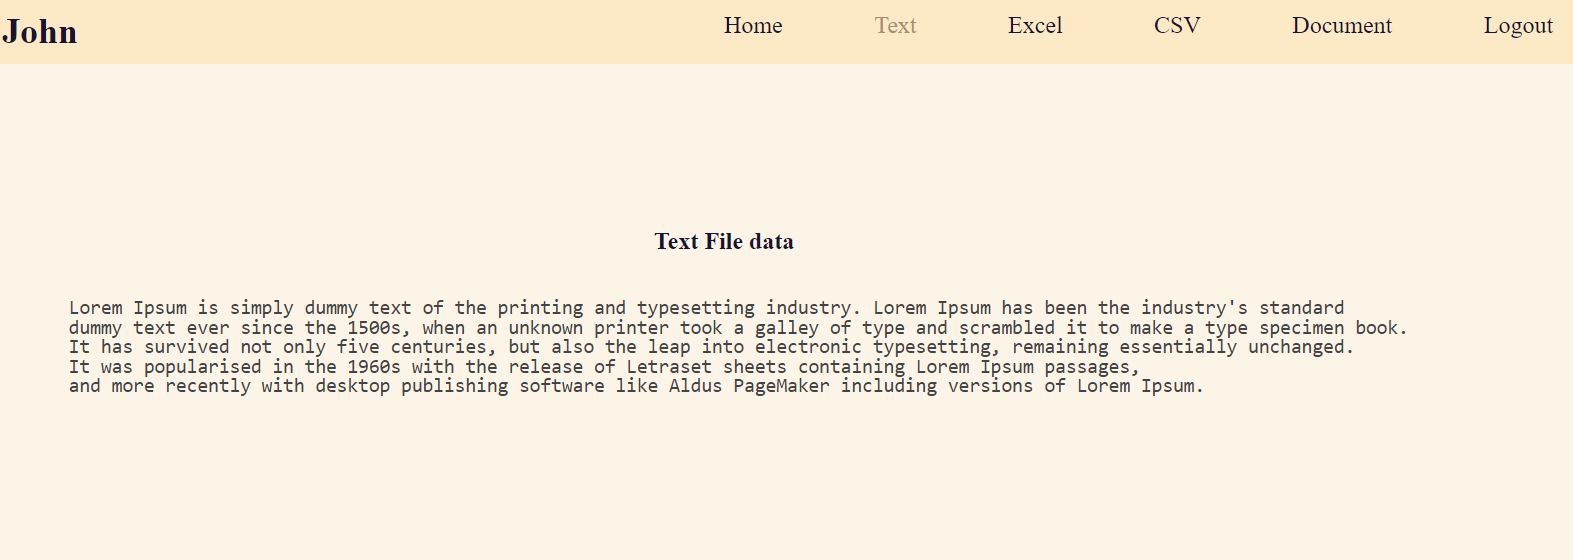 John
Home Text Excel CSV Document Logout
Text File data
Lorem Ipsum is simply dummy text of the printing and typesetting industry. Lorem Ipsum has been the industry's standard
dummy text ever since the 1500s, when an unknown printer took a galley of type and scrambled it to make a type specimen book.
It has survived not only five centuries, but also the leap into electronic typesetting, remaining essentially unchanged.
It was popularised in the 1960s with the release of Letraset sheets containing Lorem Ipsum passages,
and more recently with desktop publishing software like Aldus PageMaker including versions of Lorem Ipsum.